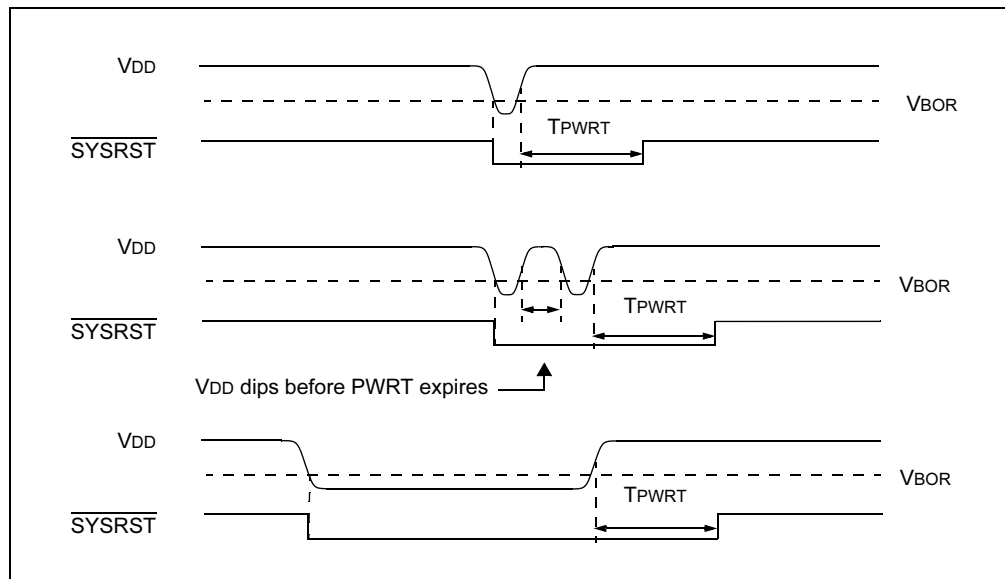 VDD
VBOR
TPWRT
SYSRST
VDD
VBOR
TPWRT
SYSRST
VDD dips before PWRT expires
VDD
VBOR
TPWRT
SYSRST